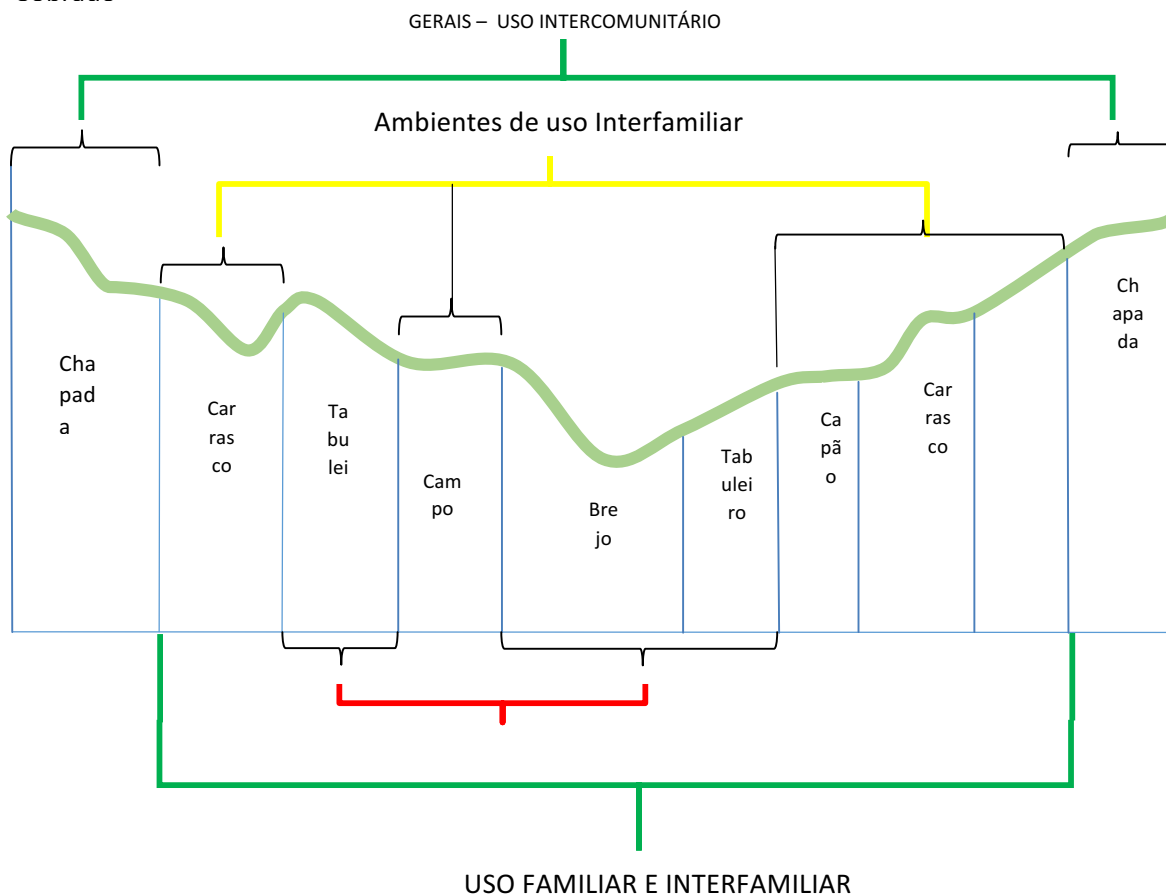 GERAIS – USO INTERCOMUNITÁRIO
Ambientes de uso Interfamiliar
Cha
pad
a
Car
ras
co
Ta
bu
lei
Cam
po
Bre
jo
Tab
ulei
ro
Ca
pã
o
Car
ras
co
Ch
apa
da
USO FAMILIAR E INTERFAMILIAR